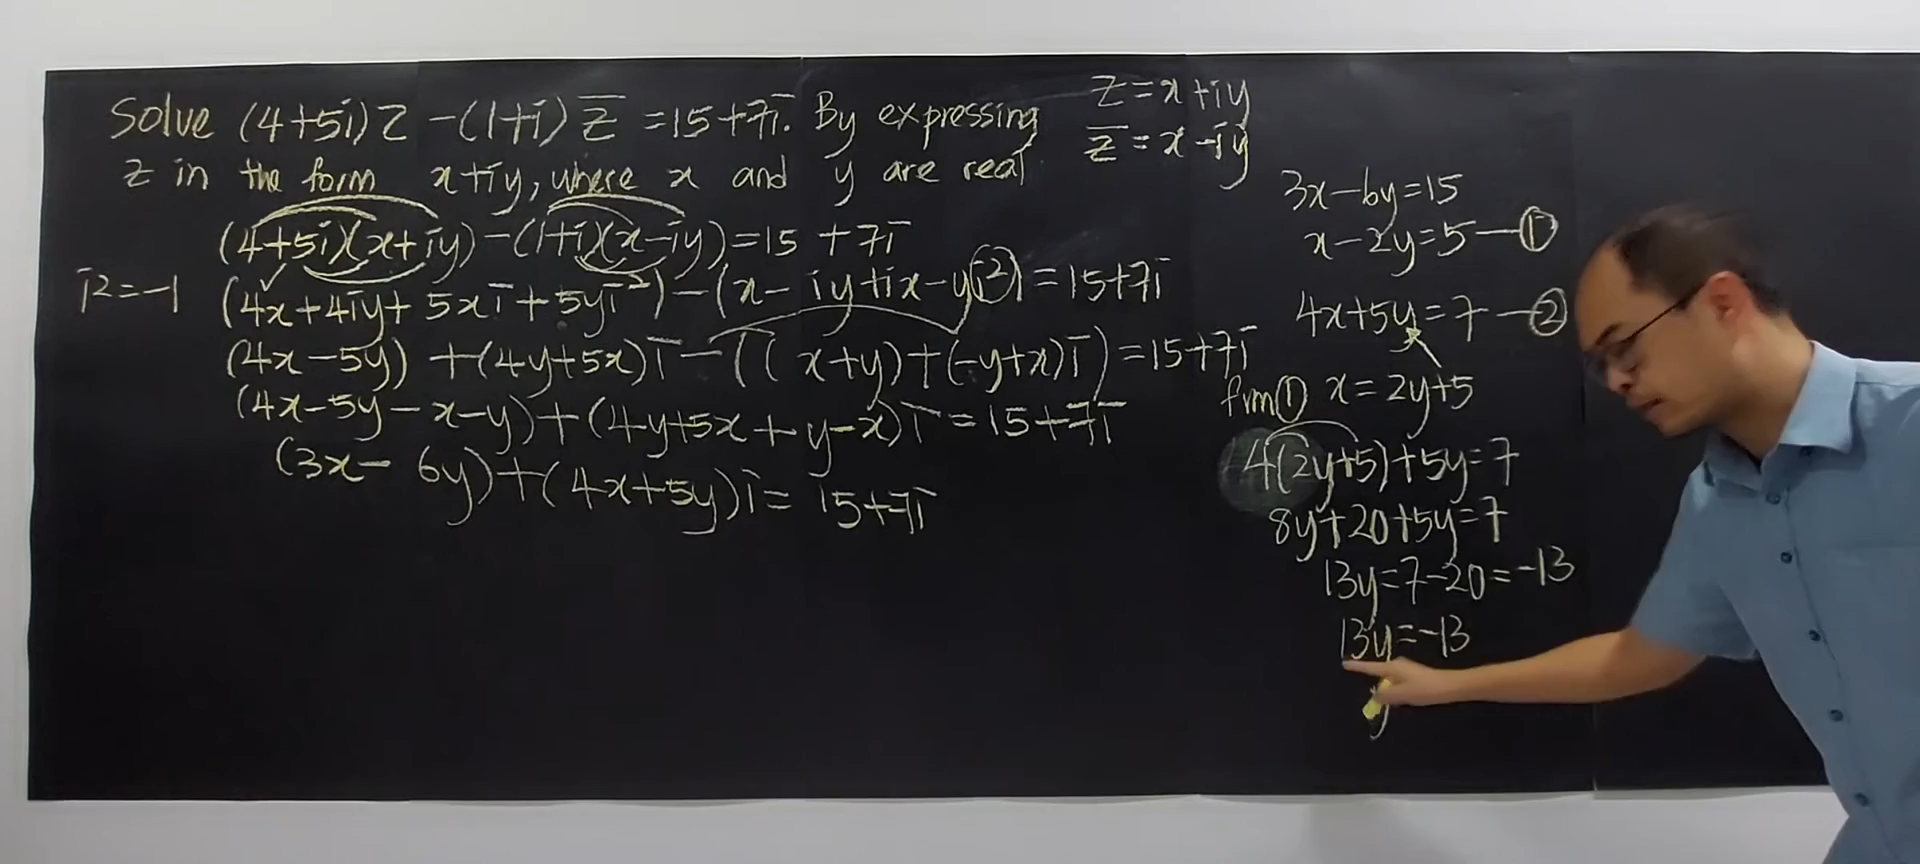 Solve (4+5i)z -(1+i) z̅ =15+7i. By expressing
z in the form x+iy, where x and y are real
(4+5i)(x+iy)-(1+i)(x-iy)=15+7i
i²=-1
(4x+4iy+5xi+5yi²)-(x-iy+ix-yi²)=15+7i
(4x-5y)+(4y+5x)i-((x+y)+(-y+x)i)=15+7i
(4x-5y-x-y)+(4y+5x+y-x)i=15+7i
(3x-6y)+(4x+5y)i=15+7i
z=x+iy
z̅=x-iy
3x-6y=15
x-2y=5-①
4x+5y=7-②
from① x=2y+5
4(2y+5)+5y=7
8y+20+5y=7
13y=7-20=-13
13y=-13
y